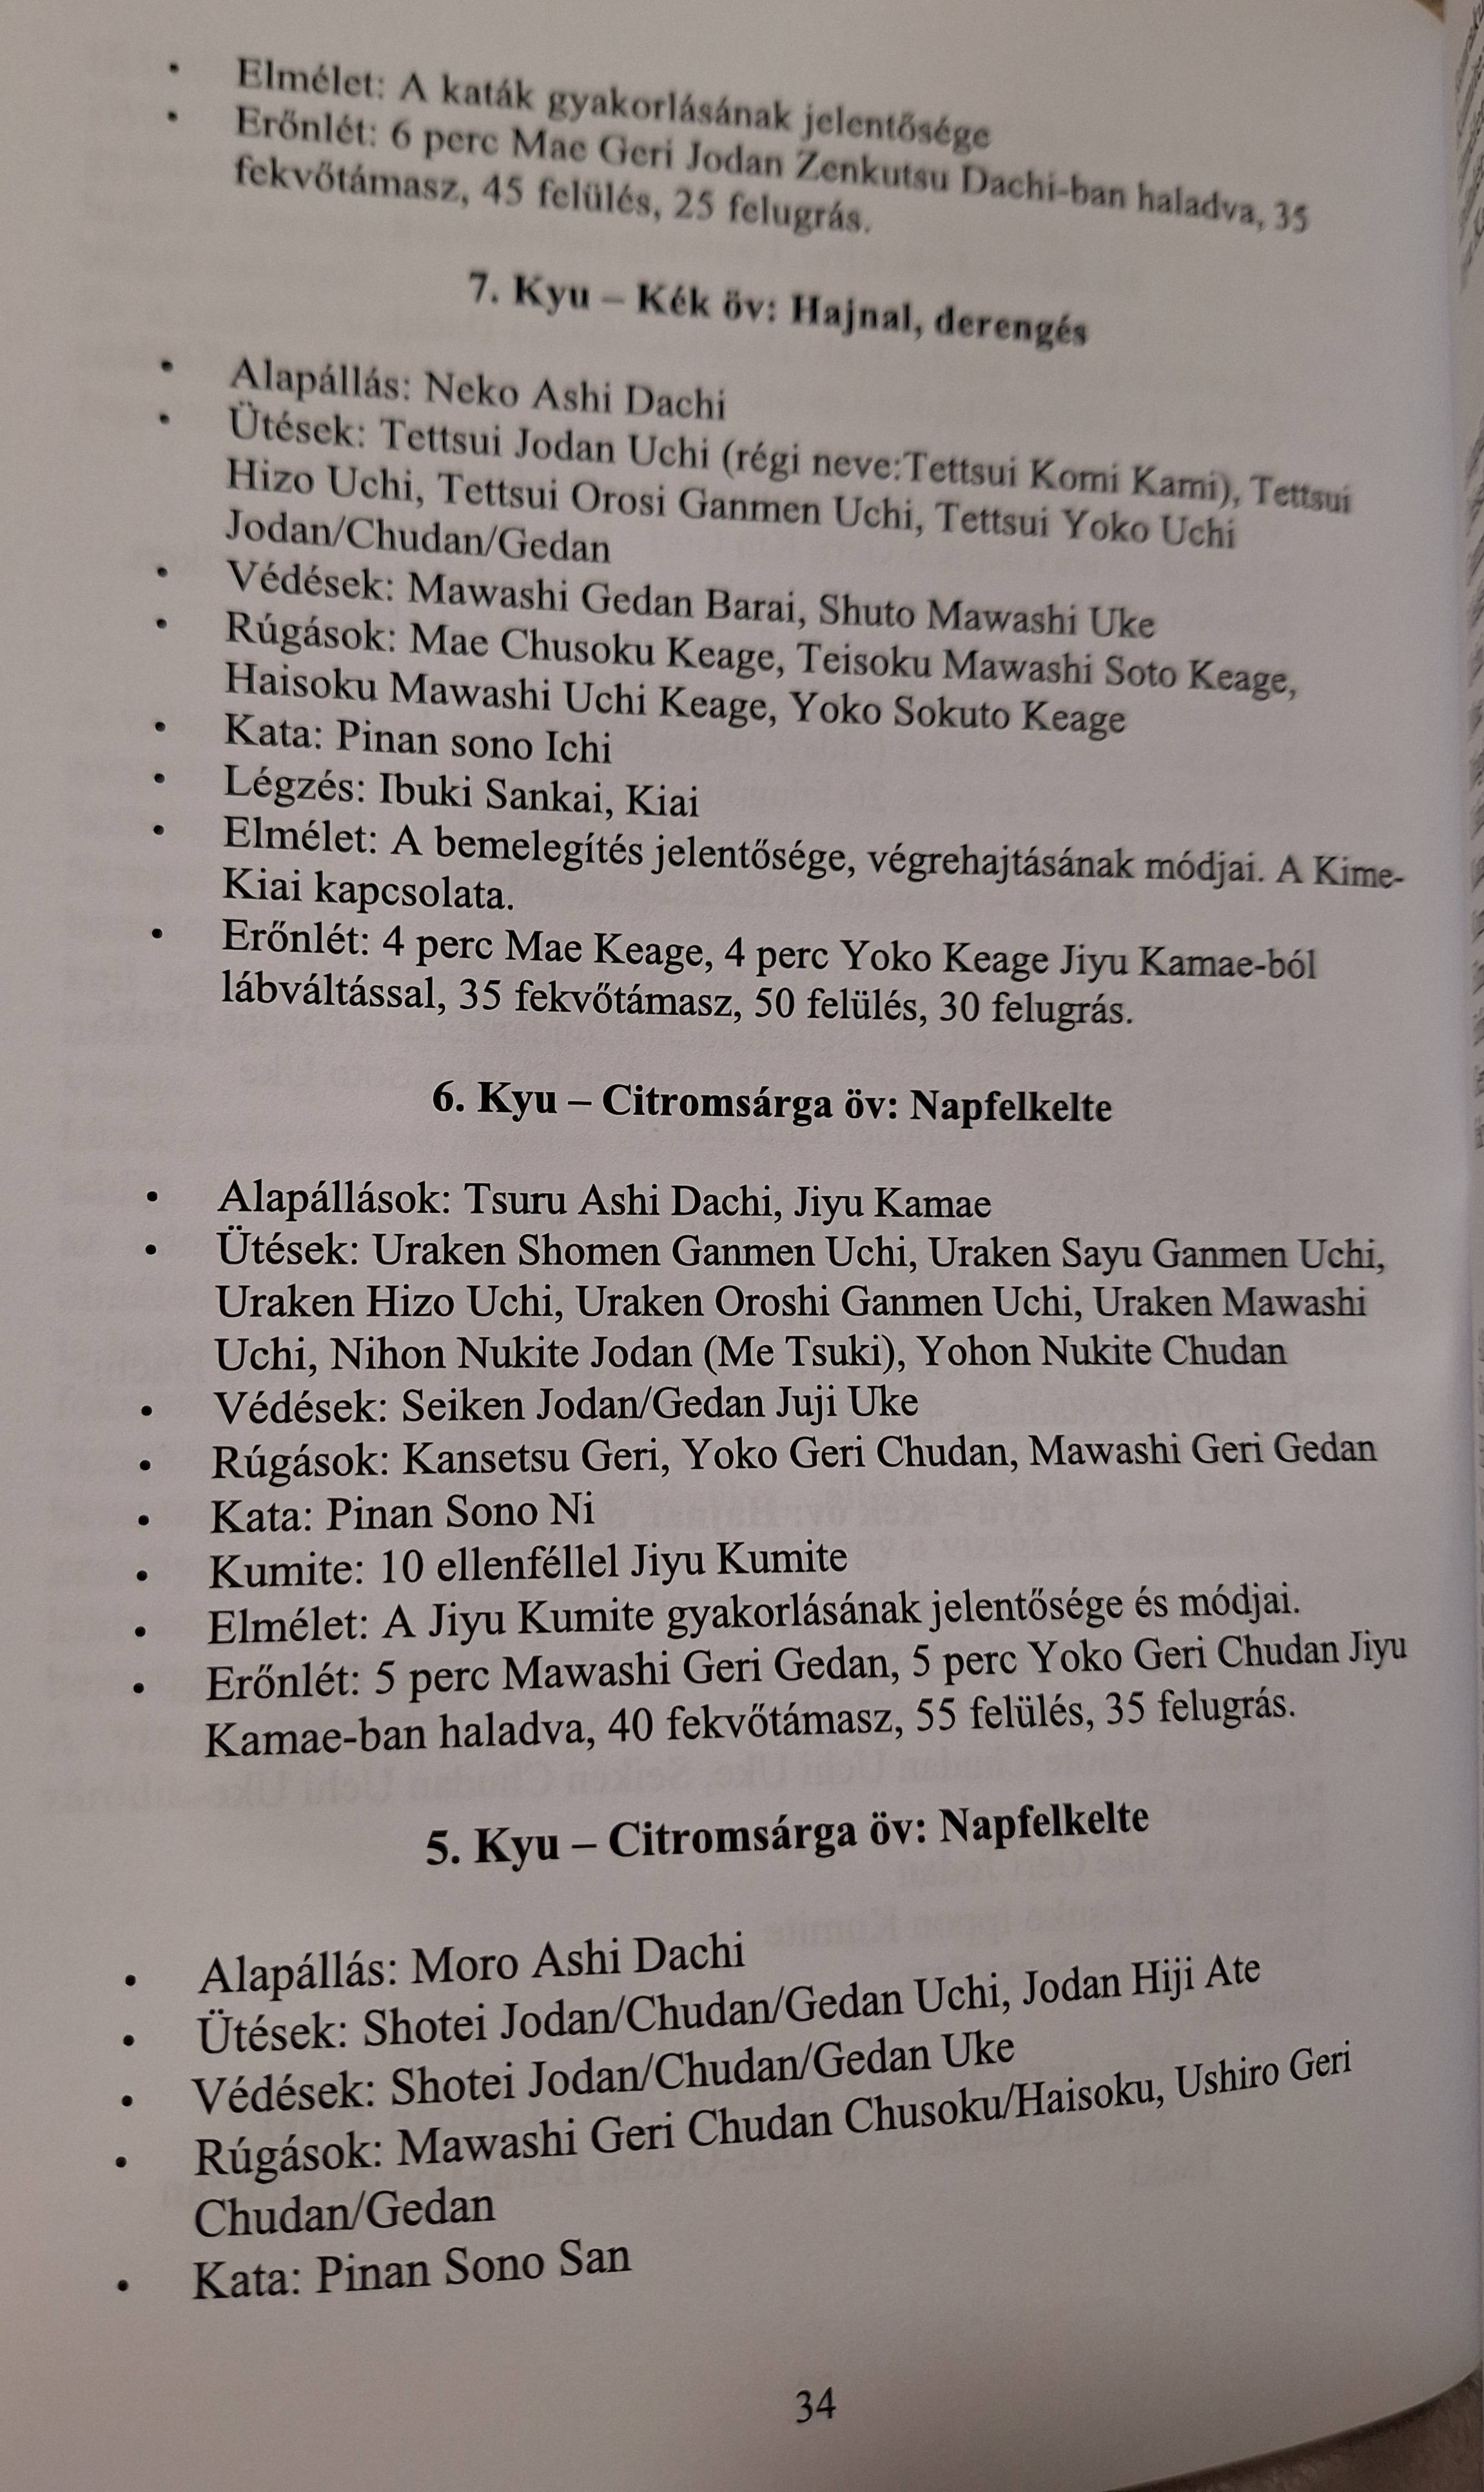 • Elmélet: A katák gyakorlásának jelentősége
• Erőnlét: 6 perc Mae Geri Jodan Zenkutsu Dachi-ban haladva, 35
fekvőtámasz, 45 felülés, 25 felugrás.
7. Kyu – Kék öv: Hajnal, derengés
• Alapállás: Neko Ashi Dachi
• Ütések: Tettsui Jodan Uchi (régi neve:Tettsui Komi Kami), Tettsui
Hizo Uchi, Tettsui Orosi Ganmen Uchi, Tettsui Yoko Uchi
Jodan/Chudan/Gedan
• Védések: Mawashi Gedan Barai, Shuto Mawashi Uke
• Rúgások: Mae Chusoku Keage, Teisoku Mawashi Soto Keage,
Haisoku Mawashi Uchi Keage, Yoko Sokuto Keage
• Kata: Pinan sono Ichi
• Légzés: Ibuki Sankai, Kiai
• Elmélet: A bemelegítés jelentősége, végrehajtásának módjai. A Kime-
Kiai kapcsolata.
• Erőnlét: 4 perc Mae Keage, 4 perc Yoko Keage Jiyu Kamae-ból
lábváltással, 35 fekvőtámasz, 50 felülés, 30 felugrás.
6. Kyu – Citromsárga öv: Napfelkelte
• Alapállások: Tsuru Ashi Dachi, Jiyu Kamae
• Ütések: Uraken Shomen Ganmen Uchi, Uraken Sayu Ganmen Uchi,
Uraken Hizo Uchi, Uraken Oroshi Ganmen Uchi, Uraken Mawashi
Uchi, Nihon Nukite Jodan (Me Tsuki), Yohon Nukite Chudan
• Védések: Seiken Jodan/Gedan Juji Uke
• Rúgások: Kansetsu Geri, Yoko Geri Chudan, Mawashi Geri Gedan
• Kata: Pinan Sono Ni
• Kumite: 10 ellenféllel Jiyu Kumite
• Elmélet: A Jiyu Kumite gyakorlásának jelentősége és módjai.
• Erőnlét: 5 perc Mawashi Geri Gedan, 5 perc Yoko Geri Chudan Jiyu
Kamae-ban haladva, 40 fekvőtámasz, 55 felülés, 35 felugrás.
5. Kyu – Citromsárga öv: Napfelkelte
• Alapállás: Moro Ashi Dachi
• Ütések: Shotei Jodan/Chudan/Gedan Uchi, Jodan Hiji Ate
• Védések: Shotei Jodan/Chudan/Gedan Uke
• Rúgások: Mawashi Geri Chudan Chusoku/Haisoku, Ushiro Geri
Chudan/Gedan
• Kata: Pinan Sono San
34